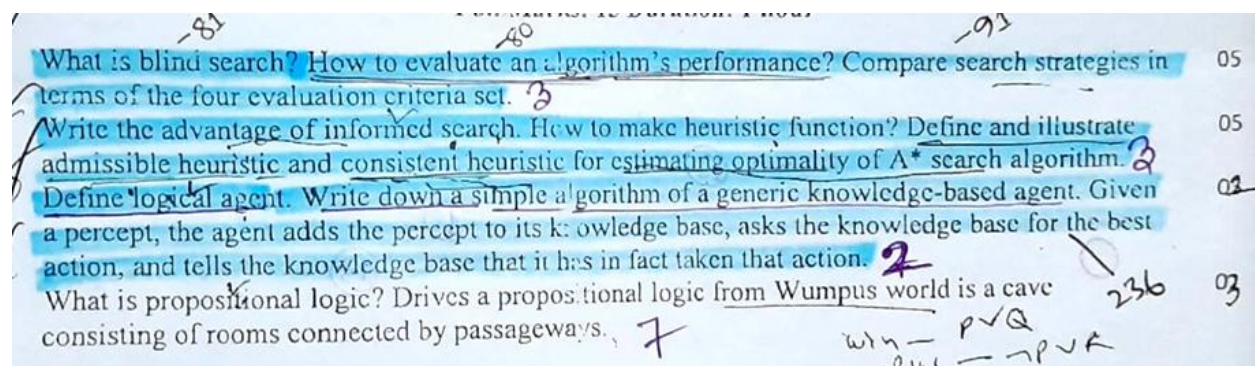 -81 -80 -91
What is blind search? How to evaluate an algorithm's performance? Compare search strategies in 05
terms of the four evaluation criteria set. 3
Write the advantage of informed search. How to make heuristic function? Define and illustrate 05
admissible heuristic and consistent heuristic for estimating optimality of A* search algorithm. 3
Define logical agent. Write down a simple algorithm of a generic knowledge-based agent. Given 02
a percept, the agent adds the percept to its knowledge base, asks the knowledge base for the best
action, and tells the knowledge base that it has in fact taken that action. 2
What is propositional logic? Drives a propositional logic from Wumpus world is a cave 236 03
consisting of rooms connected by passageways. 7
win — P∨Q
— ¬P∨R